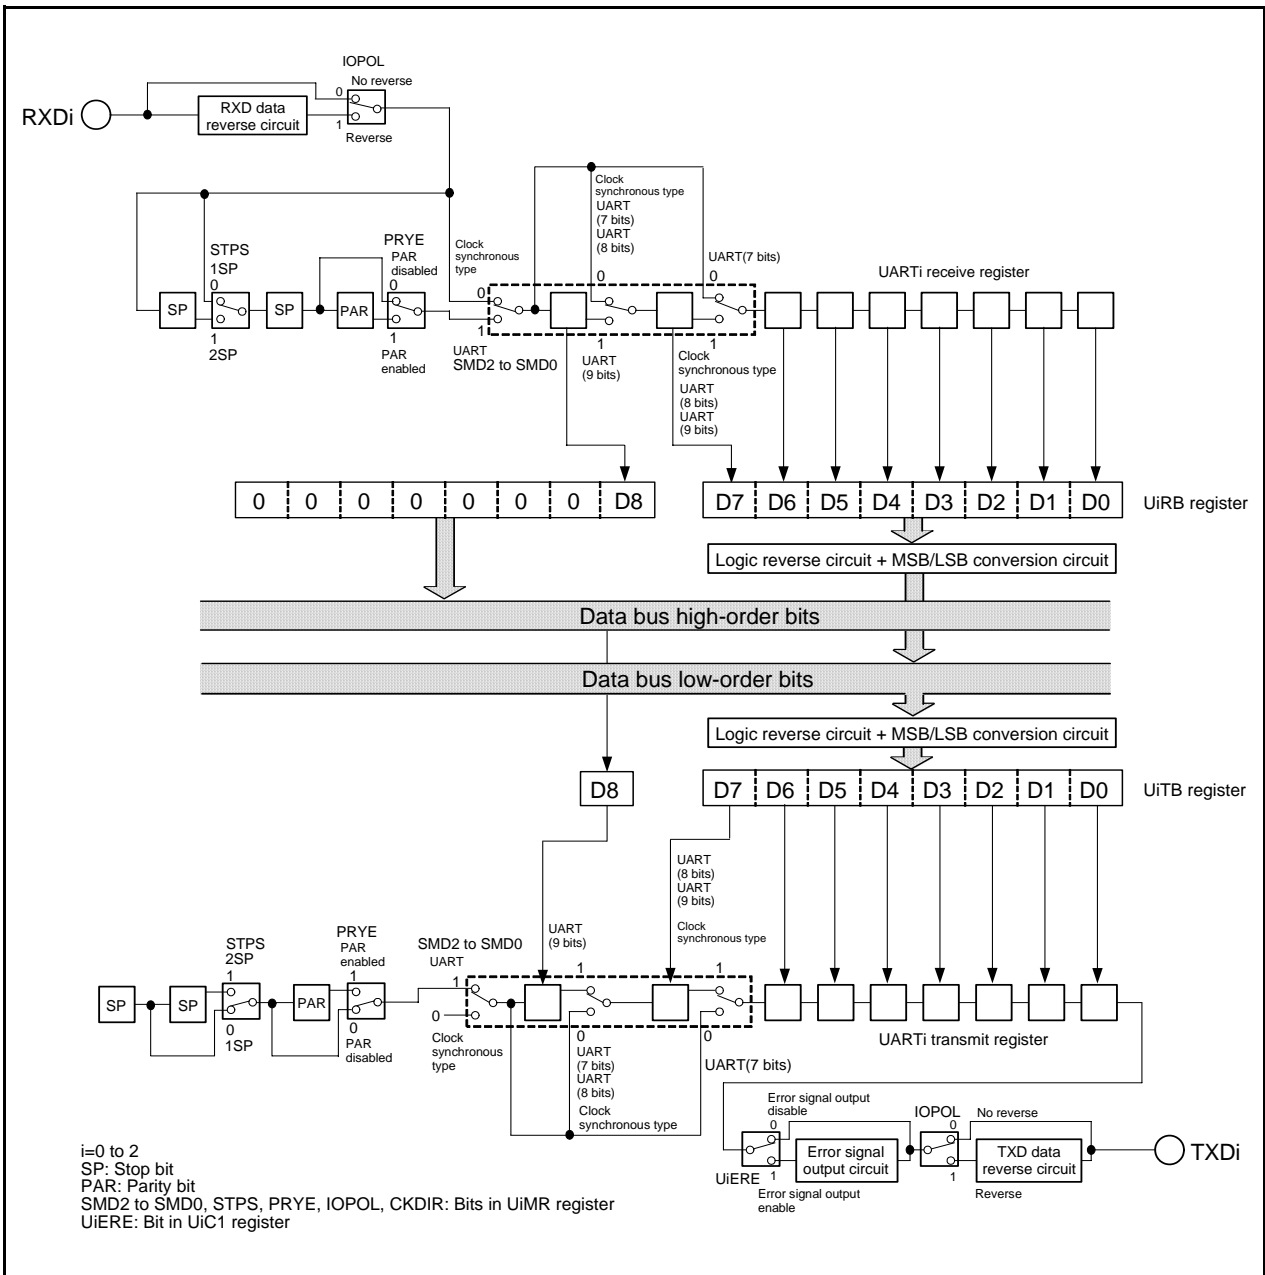 IOPOL
No reverse
0
RXDi
RXD data
reverse circuit
1
Reverse
STPS
1SP
0
SP
1
2SP
SP
PAR
PRYE
PAR
disabled
0
1
PAR
enabled
Clock
synchronous
type
0
1
UART
SMD2 to SMD0
Clock
synchronous type
UART
(7 bits)
UART
(8 bits)
0
1
UART
(9 bits)
UART(7 bits)
0
1
Clock
synchronous type
UART
(8 bits)
UART
(9 bits)
UARTi receive register
0 0 0 0 0 0 0 D8
D7 D6 D5 D4 D3 D2 D1 D0
UiRB register
Logic reverse circuit + MSB/LSB conversion circuit
Data bus high-order bits
Data bus low-order bits
Logic reverse circuit + MSB/LSB conversion circuit
D8
D7 D6 D5 D4 D3 D2 D1 D0
UiTB register
UART
(8 bits)
UART
(9 bits)
Clock
synchronous type
UART
(9 bits)
SP
SP
STPS
2SP
1
0
1SP
PAR
PRYE
PAR
enabled
1
0
PAR
disabled
SMD2 to SMD0
UART
1
0
Clock
synchronous
type
1
0
UART
(7 bits)
UART
(8 bits)
Clock
synchronous type
1
0
UART(7 bits)
UARTi transmit register
Error signal output
disable
0
UiERE
1
Error signal output
enable
Error signal
output circuit
IOPOL
0
No reverse
1
Reverse
TXD data
reverse circuit
TXDi
i=0 to 2
SP: Stop bit
PAR: Parity bit
SMD2 to SMD0, STPS, PRYE, IOPOL, CKDIR: Bits in UiMR register
UiERE: Bit in UiC1 register